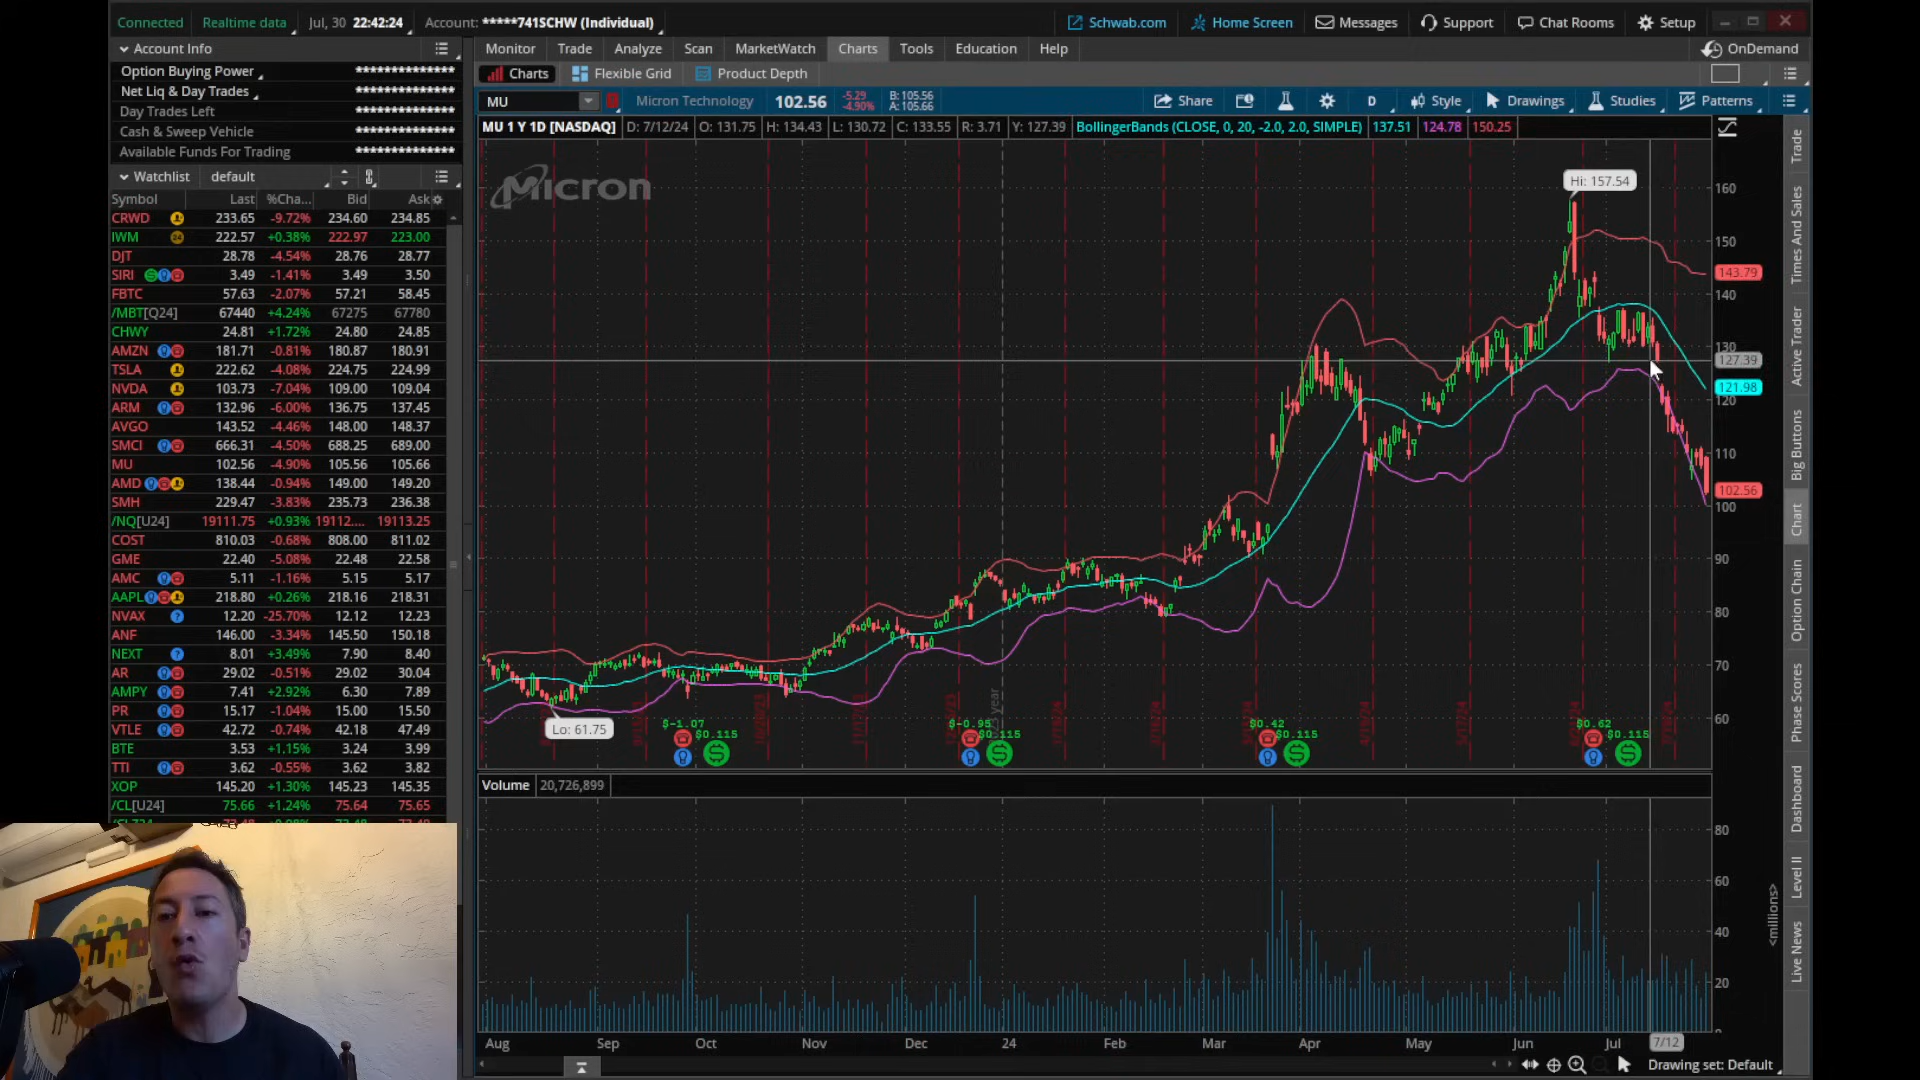 Connected Realtime data Jul, 30 22:42:24 Account: *****741SCHW (Individual) Schwab.com Home Screen Messages Support Chat Rooms Setup
Account Info
Option Buying Power **************
Net Liq & Day Trades **************
Day Trades Left **************
Cash & Sweep Vehicle **************
Available Funds For Trading **************
Monitor Trade Analyze Scan MarketWatch Charts Tools Education Help OnDemand
Charts Flexible Grid Product Depth
MU Micron Technology 102.56 -5.29 -4.90% B: 105.56 A: 105.66 Share D Style Drawings Studies Patterns
MU 1 Y 1D [NASDAQ] D: 7/12/24 O: 131.75 H: 134.43 L: 130.72 C: 133.55 R: 3.71 Y: 127.39 BollingerBands (CLOSE, 0, 20, -2.0, 2.0, SIMPLE) 137.51 124.78 150.25
Watchlist default
Symbol Last %Cha... Bid Ask
CRWD 233.65 -9.72% 234.60 234.85
IWM 222.57 +0.38% 222.97 223.00
DJT 28.78 -4.54% 28.76 28.77
SIRI 3.49 -1.41% 3.49 3.50
FBTC 57.63 -2.07% 57.21 58.45
/MBT[Q24] 67440 +4.24% 67275 67780
CHWY 24.81 +1.72% 24.80 24.85
AMZN 181.71 -0.81% 180.87 180.91
TSLA 222.62 -4.08% 224.75 224.99
NVDA 103.73 -7.04% 109.00 109.04
ARM 132.96 -6.00% 136.75 137.45
AVGO 143.52 -4.46% 148.00 148.37
SMCI 666.31 -4.50% 688.25 689.00
MU 102.56 -4.90% 105.56 105.66
AMD 138.44 -0.94% 149.00 149.20
SMH 229.47 -3.83% 235.73 236.38
/NQ[U24] 19111.75 +0.93% 19112.... 19113.25
COST 810.03 -0.68% 808.00 811.02
GME 22.40 -5.08% 22.48 22.58
AMC 5.11 -1.16% 5.15 5.17
AAPL 218.80 +0.26% 218.16 218.31
NVAX 12.20 -25.70% 12.12 12.23
ANF 146.00 -3.34% 145.50 150.18
NEXT 8.01 +3.49% 7.90 8.40
AR 29.02 -0.51% 29.02 30.04
AMPY 7.41 +2.92% 6.30 7.89
PR 15.17 -1.04% 15.00 15.50
VTLE 42.72 -0.74% 42.18 47.49
BTE 3.53 +1.15% 3.24 3.99
TTI 3.62 -0.55% 3.62 3.82
XOP 145.20 +1.30% 145.23 145.35
/CL[U24] 75.66 +1.24% 75.64 75.65
Micron
Hi: 157.54
Lo: 61.75
160
150
143.79
140
130
127.39
121.98
120
110
102.56
100
90
80
70
60
$-1.07 $0.115
$-0.95 $0.115
$0.42 $0.115
$0.62 $0.115
Volume 20,726,899
80
60
40
20
<millions>
Aug Sep Oct Nov Dec 24 Feb Mar Apr May Jun Jul 7/12
Drawing set: Default
Trade
Times And Sales
Active Trader
Big Buttons
Chart
Option Chain
Phase Scores
Dashboard
Level II
Live News